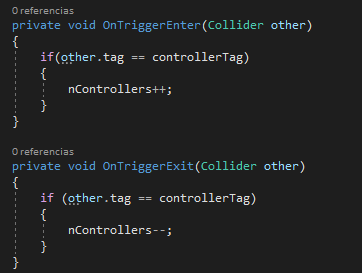 0 referencias
private void OnTriggerEnter(Collider other)
{
if(other.tag == controllerTag)
{
nControllers++;
}
}
0 referencias
private void OnTriggerExit(Collider other)
{
if (other.tag == controllerTag)
{
nControllers--;
}
}